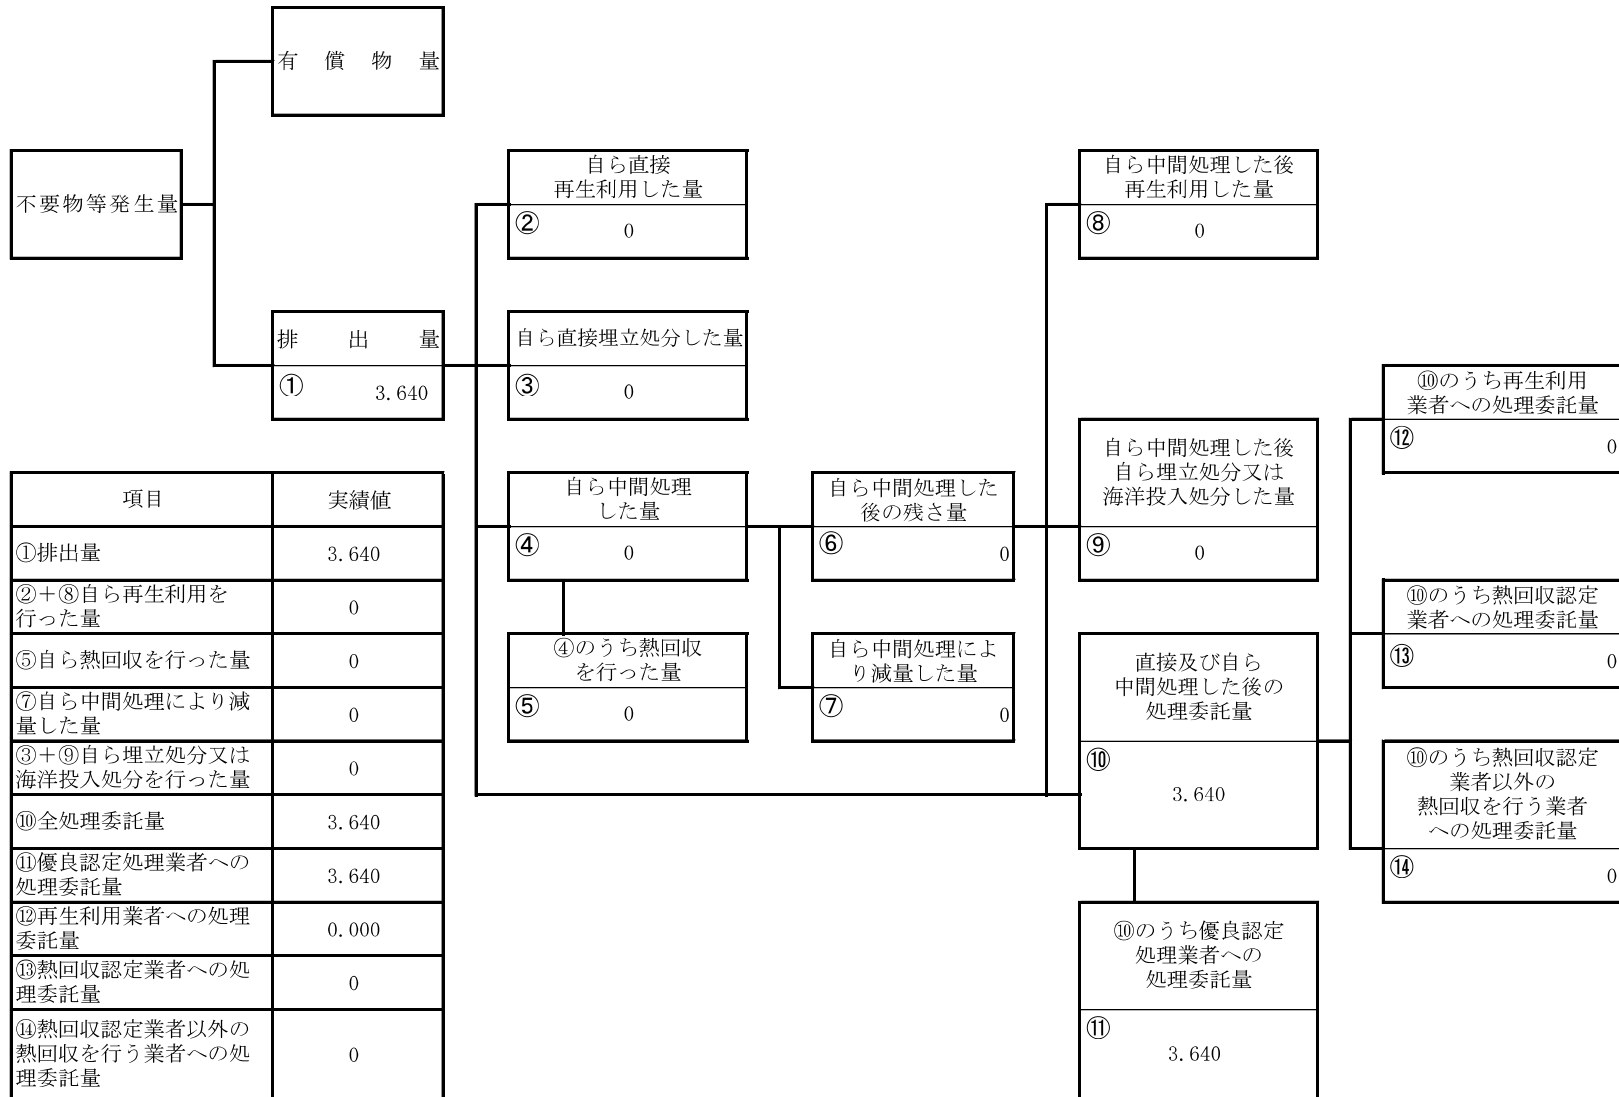 有償物量
不要物等発生量
排出量
① 3.640
自ら直接
再生利用した量
② 0
自ら直接埋立処分した量
③ 0
自ら中間処理
した量
④ 0
④のうち熱回収
を行った量
⑤ 0
自ら中間処理した
後の残さ量
⑥ 0
自ら中間処理によ
り減量した量
⑦ 0
自ら中間処理した後
再生利用した量
⑧ 0
自ら中間処理した後
自ら埋立処分又は
海洋投入処分した量
⑨ 0
直接及び自ら
中間処理した後の
処理委託量
⑩
3.640
⑩のうち優良認定
処理業者への
処理委託量
⑪
3.640
⑩のうち再生利用
業者への処理委託量
⑫ 0
⑩のうち熱回収認定
業者への処理委託量
⑬ 0
⑩のうち熱回収認定
業者以外の
熱回収を行う業者
への処理委託量
⑭ 0
項目 実績値
①排出量 3.640
②+⑧自ら再生利用を
行った量 0
⑤自ら熱回収を行った量 0
⑦自ら中間処理により減
量した量 0
③+⑨自ら埋立処分又は
海洋投入処分を行った量 0
⑩全処理委託量 3.640
⑪優良認定処理業者への
処理委託量 3.640
⑫再生利用業者への処理
委託量 0.000
⑬熱回収認定業者への処
理委託量 0
⑭熱回収認定業者以外の
熱回収を行う業者への処
理委託量 0